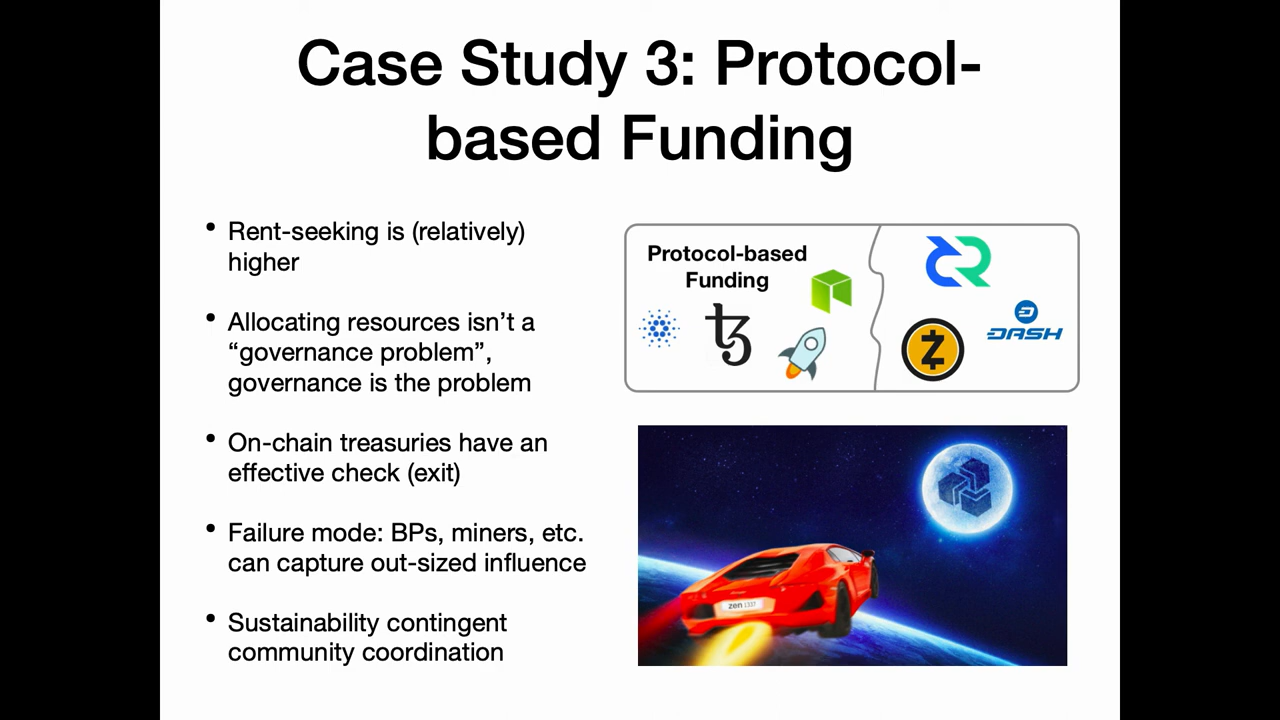 Case Study 3: Protocol-
based Funding
• Rent-seeking is (relatively)
higher
• Allocating resources isn’t a
“governance problem”,
governance is the problem
• On-chain treasuries have an
effective check (exit)
• Failure mode: BPs, miners, etc.
can capture out-sized influence
• Sustainability contingent
community coordination
Protocol-based
Funding
DASH
zen 1337